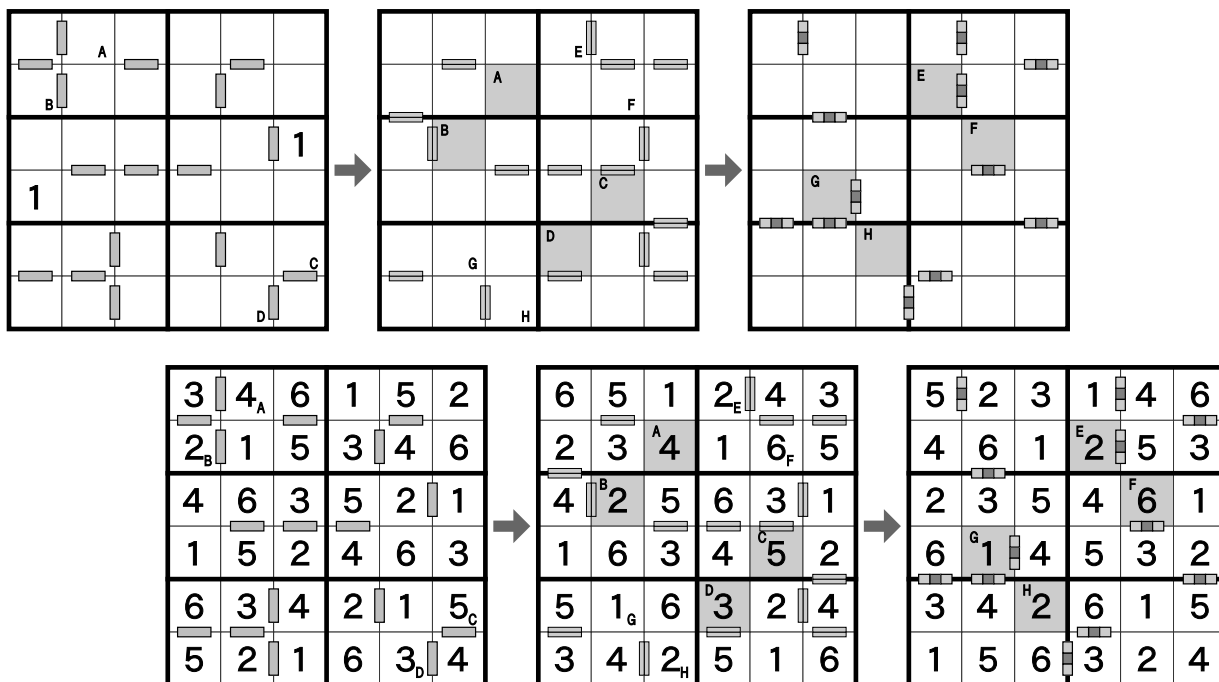 A E
A E
B F
1 B F
1 C G
C D G H
D H
3 4A 6 1 5 2 6 5 1 2E 4 3 5 2 3 1 4 6
2B 1 5 3 4 6 2 3 A4 1 6F 5 4 6 1 E2 5 3
4 6 3 5 2 1 4 B2 5 6 3 1 2 3 5 4 F6 1
1 5 2 4 6 3 1 6 3 4 C5 2 6 G1 4 5 3 2
6 3 4 2 1 5C 5 1G 6 D3 2 4 3 4 H2 6 1 5
5 2 1 6 3D 4 3 4 2H 5 1 6 1 5 6 3 2 4